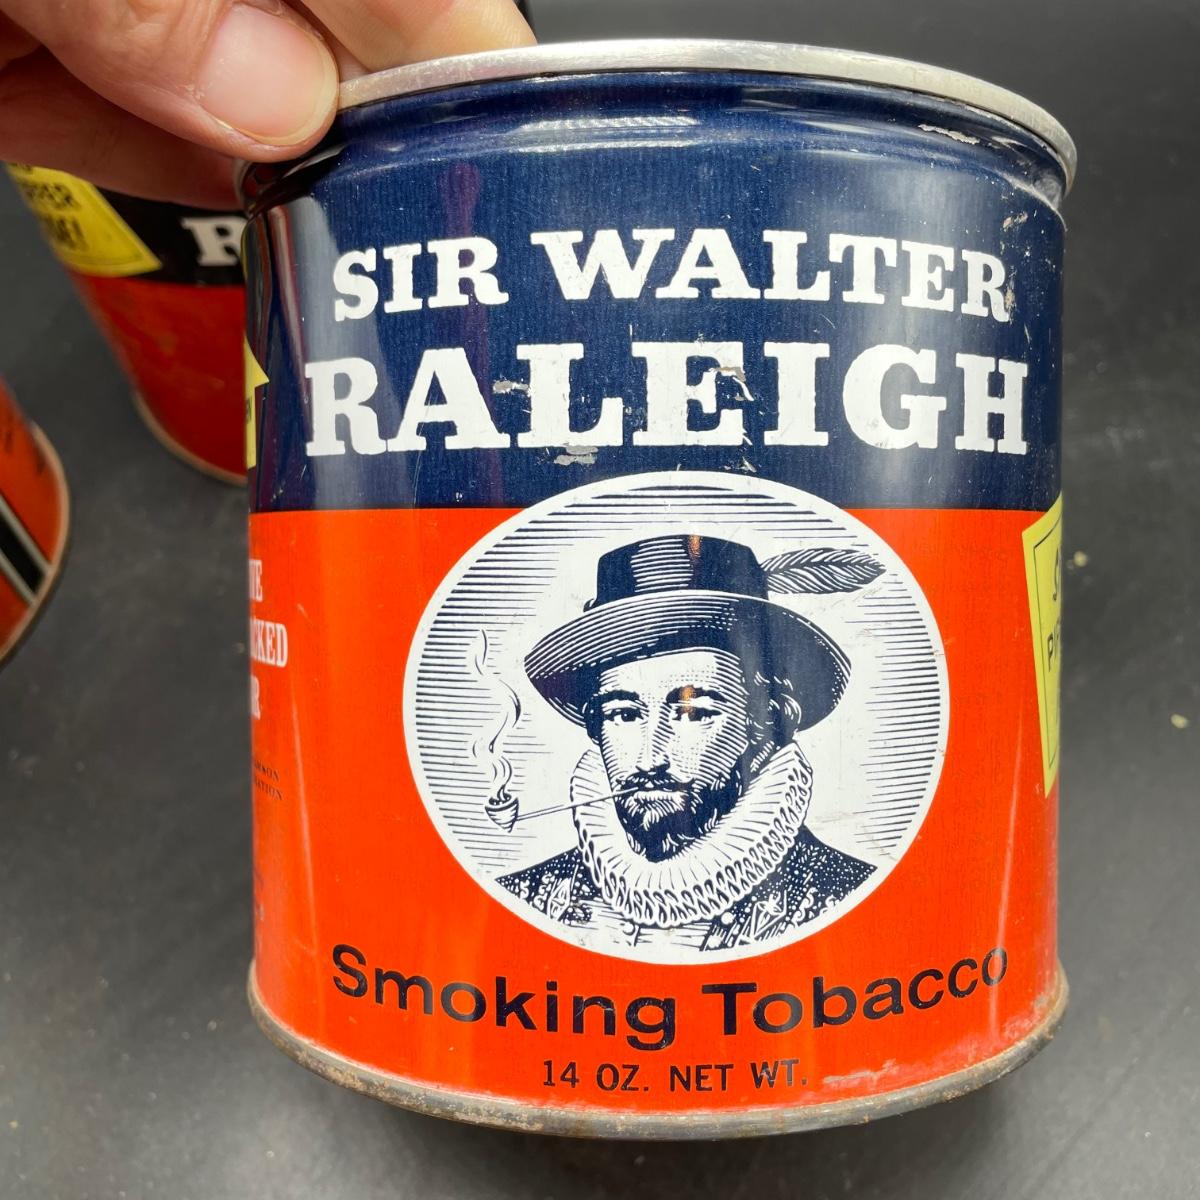 SIR WALTER
RALEIGH
Smoking Tobacco
14 OZ. NET WT.